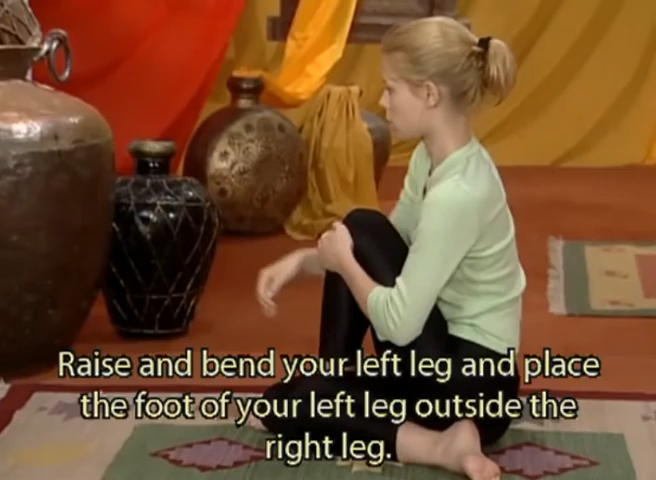 Raise and bend your left leg and place
the foot of your left leg outside the
right leg.